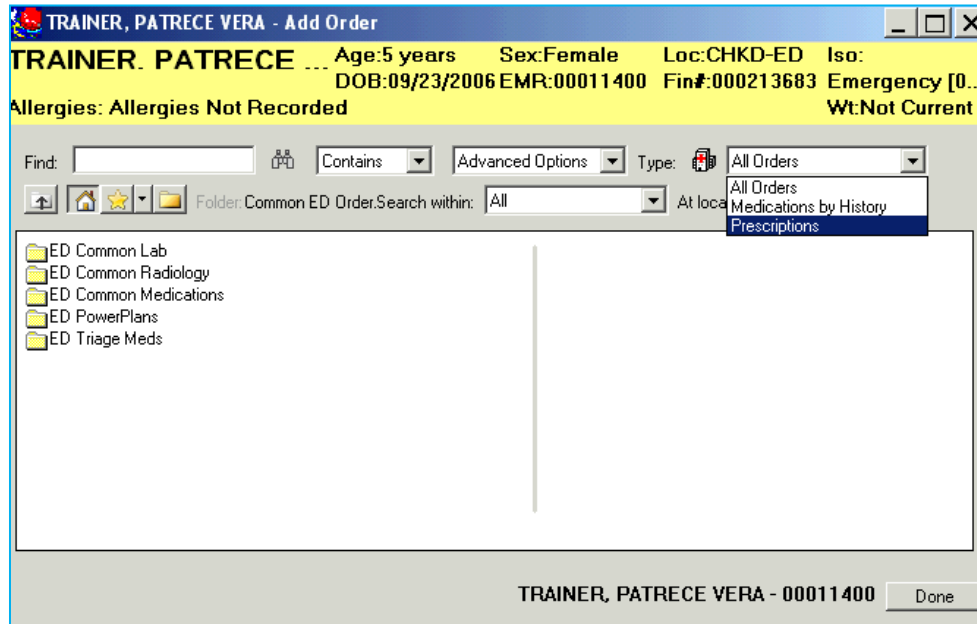 TRAINER, PATRECE VERA - Add Order
TRAINER. PATRECE ... Age:5 years Sex:Female Loc:CHKD-ED Iso:
DOB:09/23/2006 EMR:00011400 Fin#:000213683 Emergency [0..
Allergies: Allergies Not Recorded Wt:Not Current
Find: Contains Advanced Options Type: All Orders
All Orders
Medications by History
Prescriptions
Folder: Common ED Order. Search within: All At loca
ED Common Lab
ED Common Radiology
ED Common Medications
ED PowerPlans
ED Triage Meds
TRAINER, PATRECE VERA - 00011400 Done